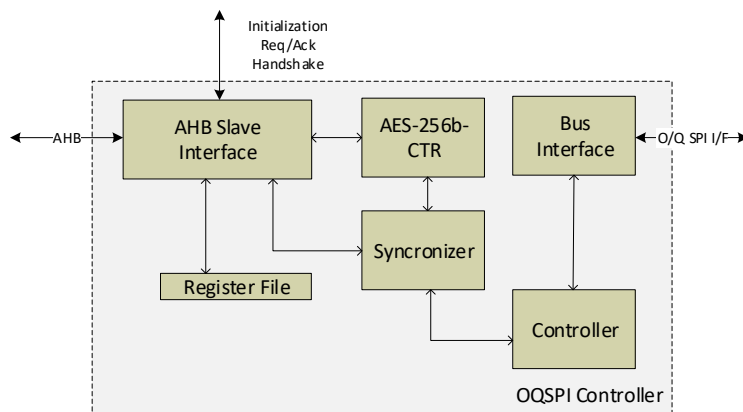 Initialization
Req/Ack
Handshake
AHB
AHB Slave
Interface
AES-256b-
CTR
Bus
Interface
O/Q SPI I/F
Syncronizer
Register File
Controller
OQSPI Controller